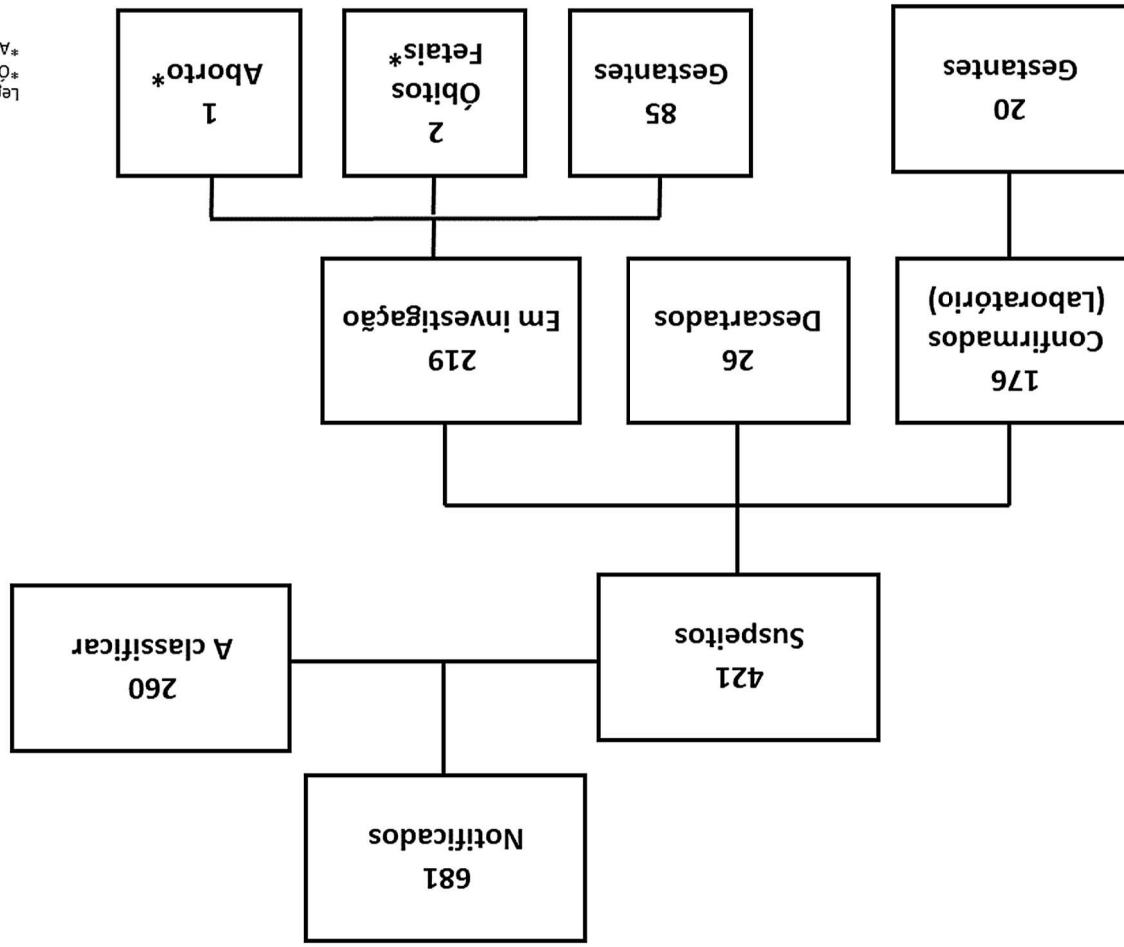 681
Notificados
421
Suspeitos
260
A classificar
176
Confirmados
(Laboratório)
26
Descartados
219
Em investigação
20
Gestantes
85
Gestantes
2
Óbitos
Fetais*
1
Aborto*